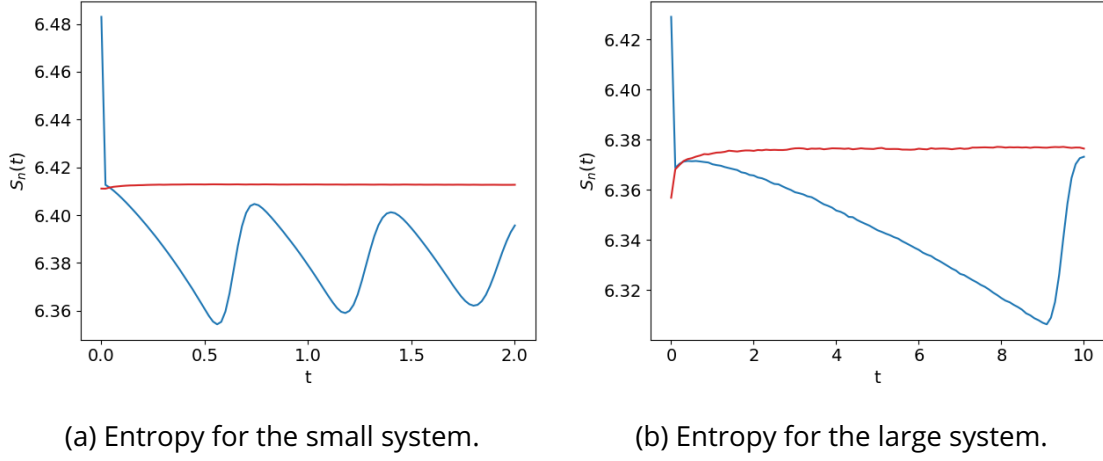 6.48
6.46
6.44
6.42
6.40
6.38
6.36
Sₙ(t)
0.0 0.5 1.0 1.5 2.0
t
6.42
6.40
6.38
6.36
6.34
6.32
Sₙ(t)
0 2 4 6 8 10
t
(a) Entropy for the small system.
(b) Entropy for the large system.